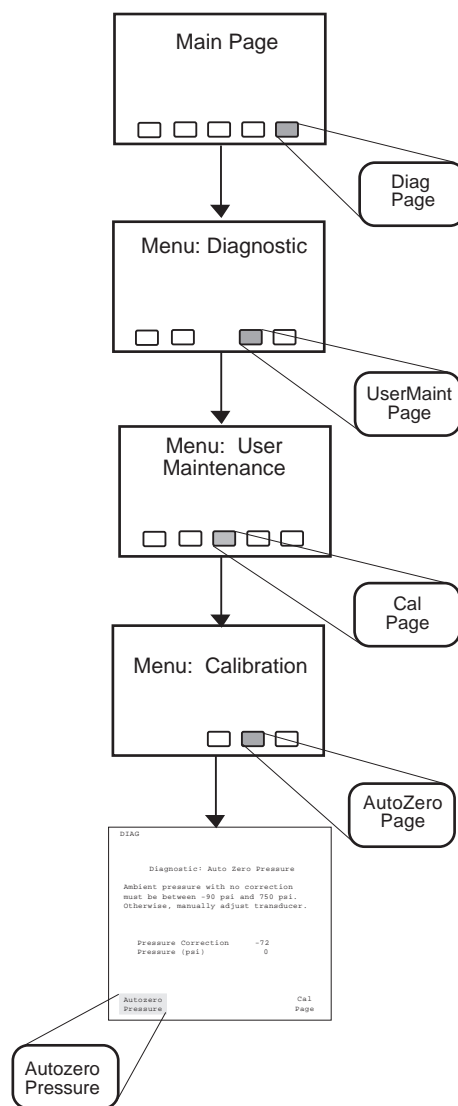 Main Page
Diag
Page
Menu: Diagnostic
UserMaint
Page
Menu: User
Maintenance
Cal
Page
Menu: Calibration
AutoZero
Page
DIAG
Diagnostic: Auto Zero Pressure
Ambient pressure with no correction
must be between -90 psi and 750 psi.
Otherwise, manually adjust transducer.
Pressure Correction -72
Pressure (psi) 0
Autozero Cal
Pressure Page
Autozero
Pressure